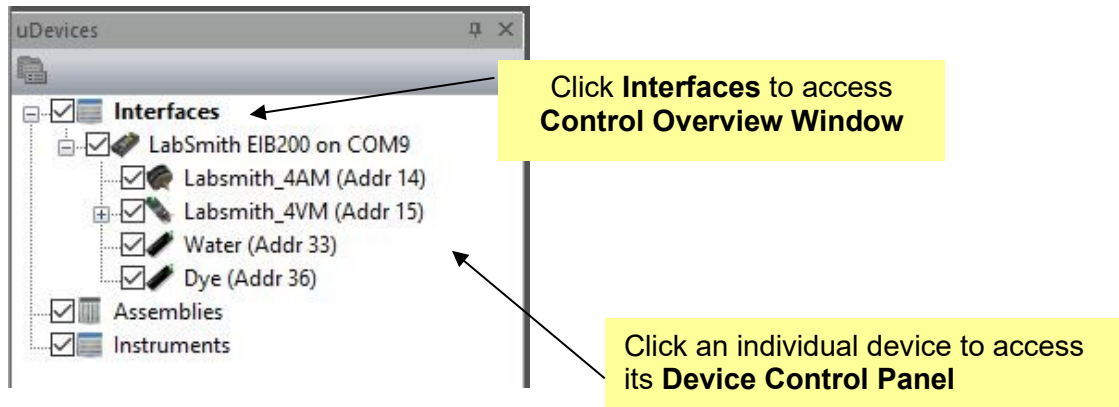 uDevices
Click Interfaces to access
Control Overview Window
Interfaces
LabSmith EIB200 on COM9
Labsmith_4AM (Addr 14)
Labsmith_4VM (Addr 15)
Water (Addr 33)
Dye (Addr 36)
Assemblies
Instruments
Click an individual device to access
its Device Control Panel